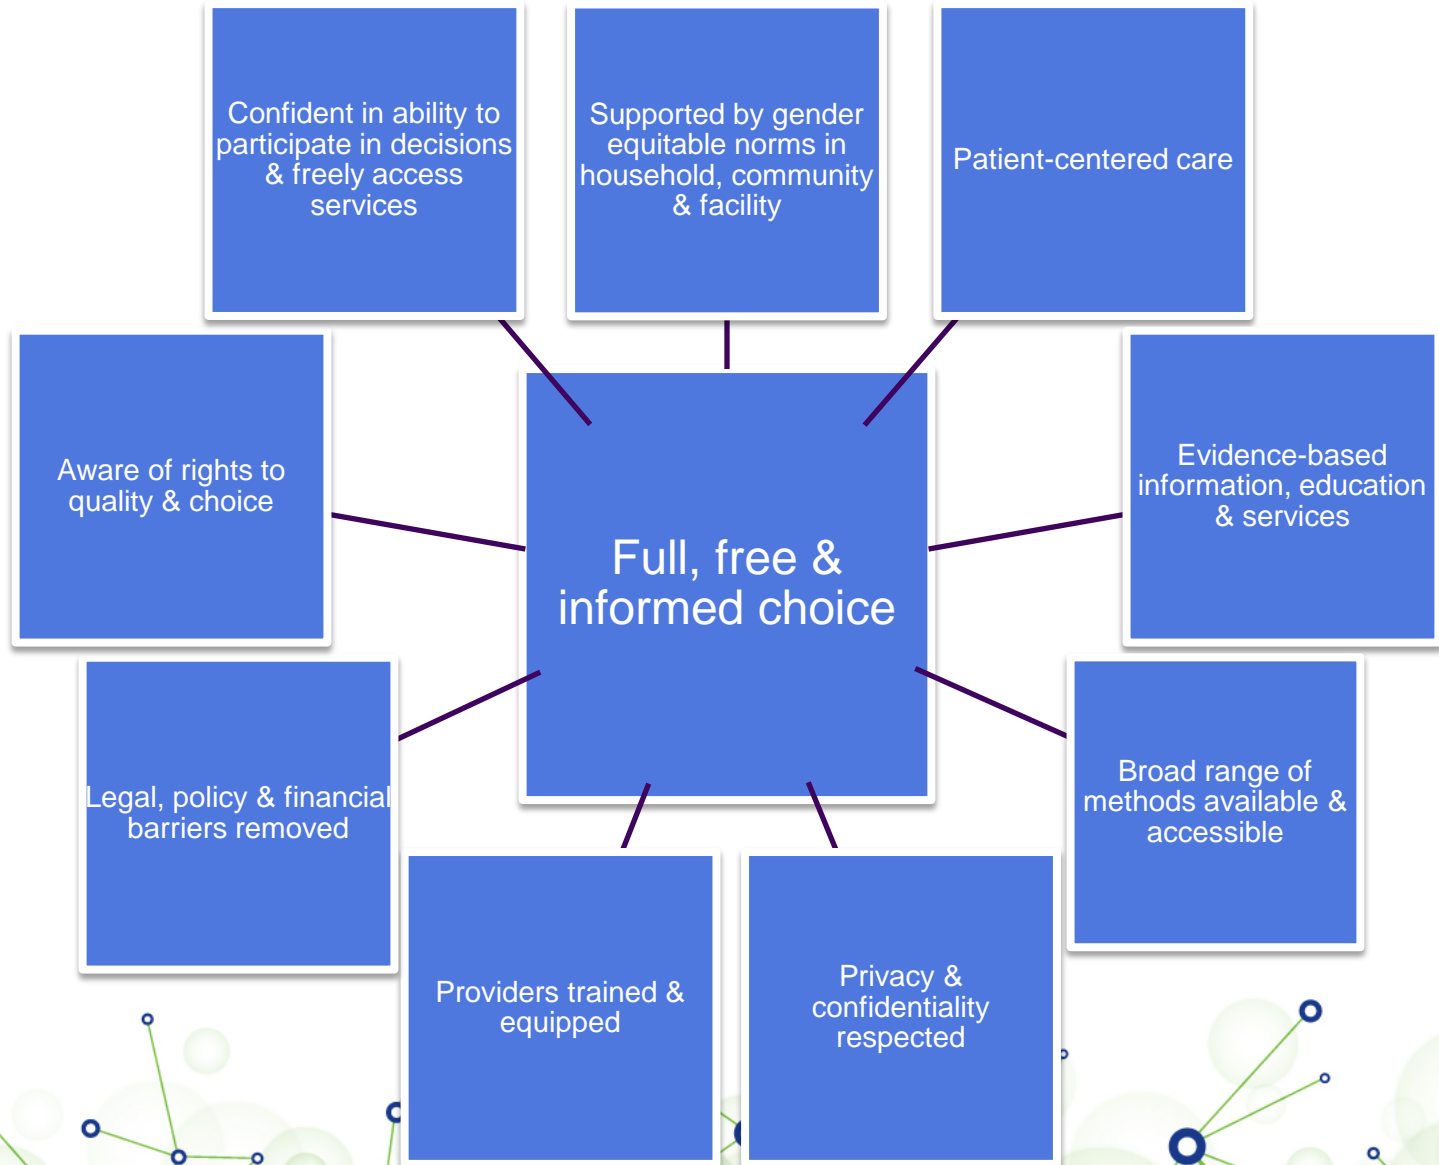 Confident in ability to
participate in decisions
& freely access
services
Supported by gender
equitable norms in
household, community
& facility
Patient-centered care
Aware of rights to
quality & choice
Full, free &
informed choice
Evidence-based
information, education
& services
Legal, policy & financial
barriers removed
Broad range of
methods available &
accessible
Providers trained &
equipped
Privacy &
confidentiality
respected